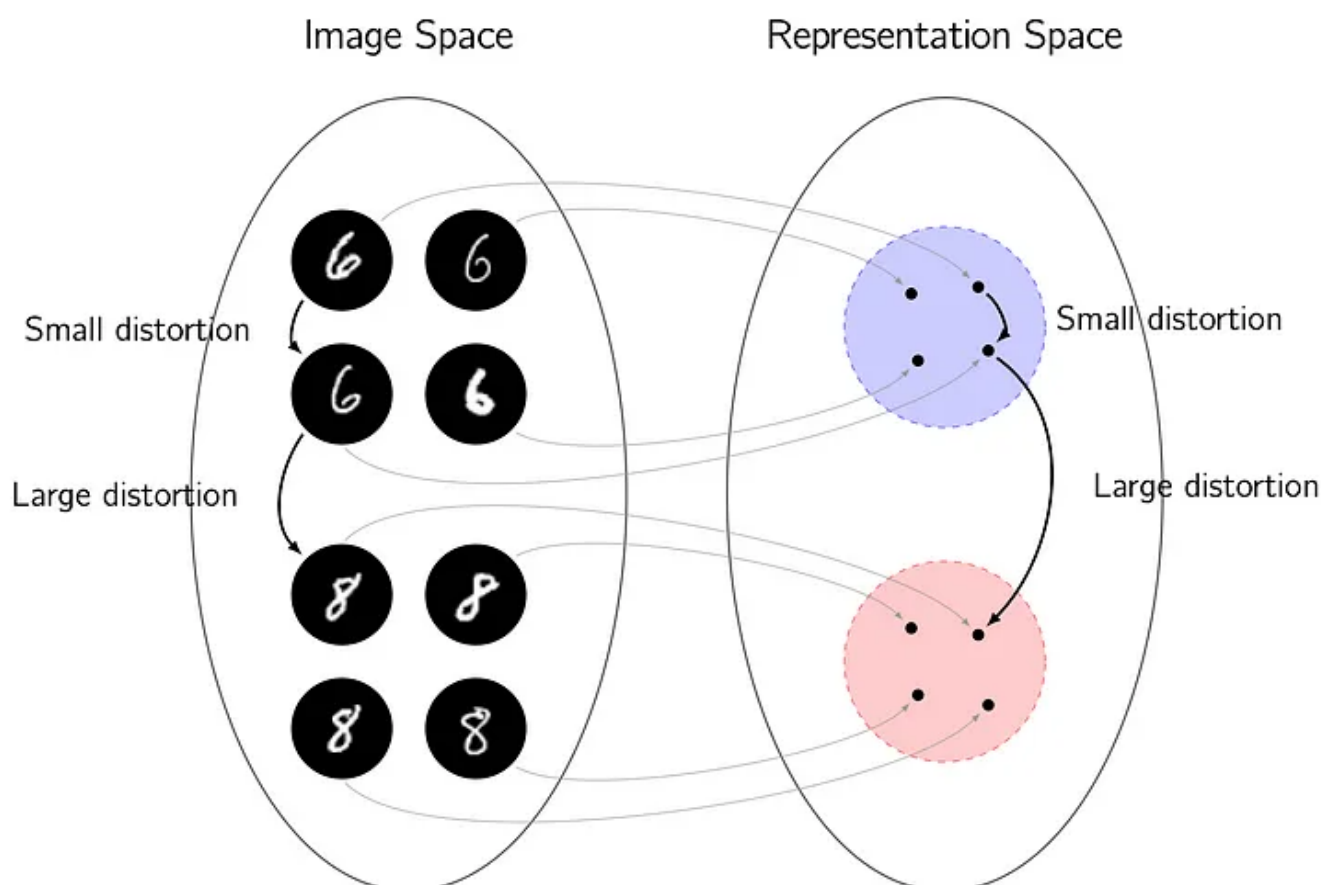 Image Space
Representation Space
6 6
Small distortion
Small distortion
6 6
Large distortion
Large distortion
8 8
8 8